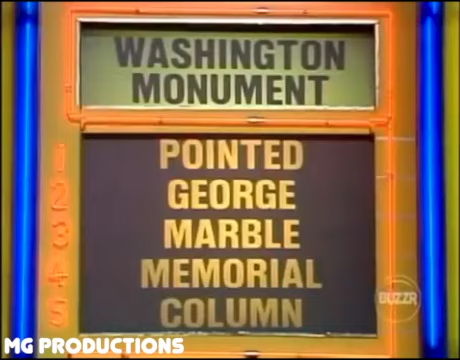 WASHINGTON
MONUMENT
POINTED
GEORGE
MARBLE
MEMORIAL
COLUMN
1
2
3
4
5
BUZZR
MG PRODUCTIONS